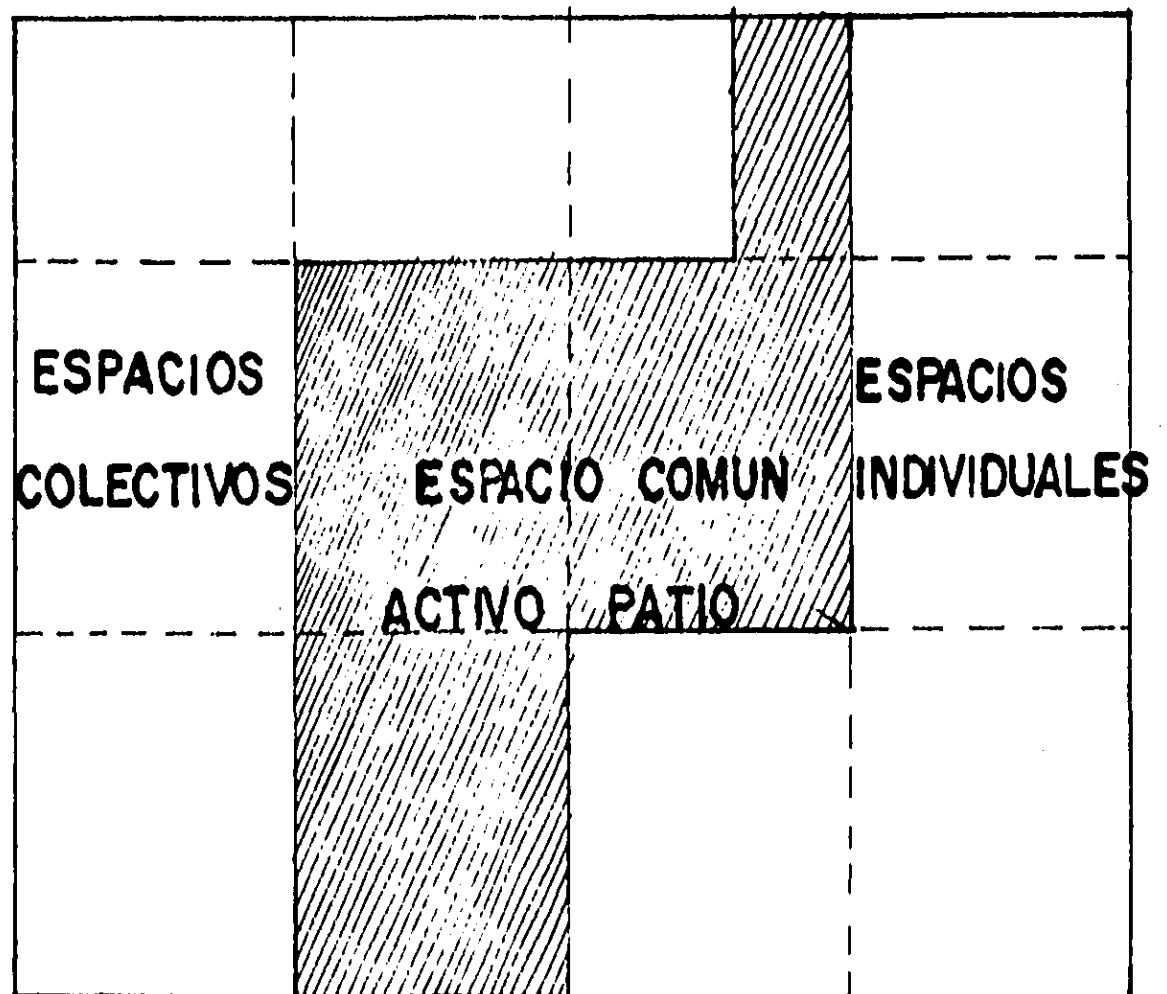 ESPACIOS
COLECTIVOS
ESPACIO COMUN
ACTIVO PATIO
ESPACIOS
INDIVIDUALES